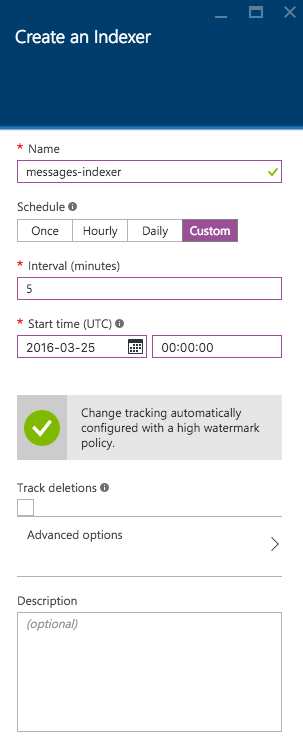 Create an Indexer
* Name
messages-indexer
Schedule
Once Hourly Daily Custom
* Interval (minutes)
5
* Start time (UTC)
2016-03-25 00:00:00
Change tracking automatically
configured with a high watermark
policy.
Track deletions
Advanced options
Description
(optional)